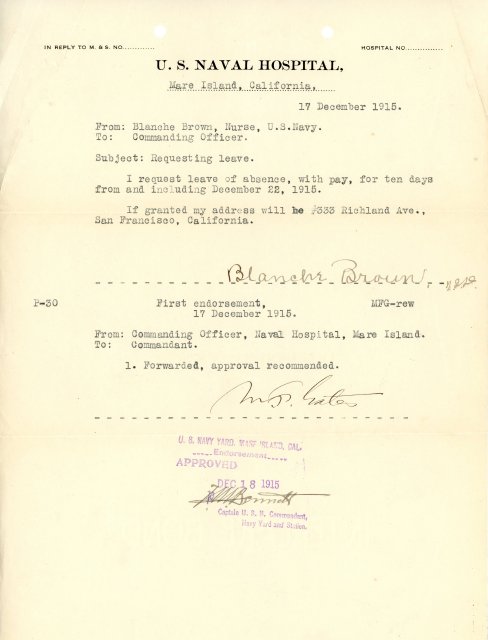 IN REPLY TO M. & S. NO............
HOSPITAL NO..............
U. S. NAVAL HOSPITAL,
Mare Island, California.
17 December 1915.
From: Blanche Brown, Nurse, U.S.Navy.
To: Commanding Officer.
Subject: Requesting leave.
I request leave of absence, with pay, for ten days
from and including December 22, 1915.
If granted my address will be #333 Richland Ave.,
San Francisco, California.
Blanche Brown,
P-30 First endorsement, MFG-rew
17 December 1915.
From: Commanding Officer, Naval Hospital, Mare Island.
To: Commandant.
1. Forwarded, approval recommended.
U. S. NAVY YARD, MARE ISLAND, CAL.
.....Endorsement.....
APPROVED
DEC 18 1915
Bennett
Captain U. S. N. Commandant,
Navy Yard and Station.